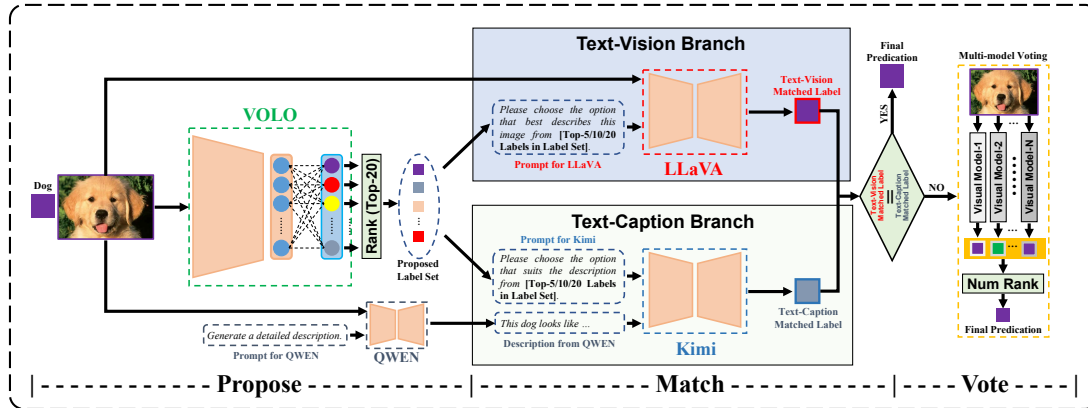 Dog
VOLO
Rank (Top-20)
Proposed
Label Set
Generate a detailed description.
Prompt for QWEN
QWEN
Text-Vision Branch
Please choose the option
that best describes this
image from [Top-5/10/20
Labels in Label Set].
Prompt for LLaVA
LLaVA
Text-Vision
Matched Label
Text-Caption Branch
Prompt for Kimi
Please choose the option
that suits the description
from [Top-5/10/20 Labels
in Label Set].
This dog looks like ...
Description from QWEN
Kimi
Text-Caption
Matched Label
Final
Predication
YES
Text-Vision
Matched Label
=
Text-Caption
Matched Label
NO
Multi-model Voting
Visual Model-1
Visual Model-2
Visual Model-N
Num Rank
Final Predication
Propose
Match
Vote